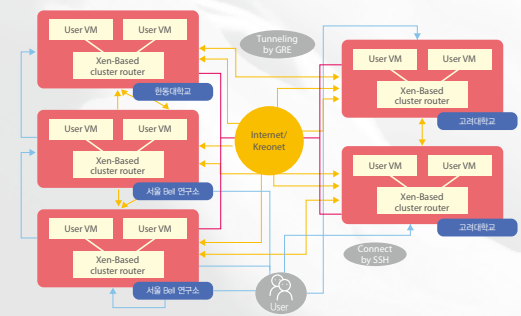 User VM
User VM
Xen-Based
cluster router
한동대학교
User VM
User VM
Xen-Based
cluster router
서울 Bell 연구소
User VM
User VM
Xen-Based
cluster router
서울 Bell 연구소
Tunneling
by GRE
Internet/
Kreonet
User
Connect
by SSH
User VM
User VM
Xen-Based
cluster router
고려대학교
User VM
User VM
Xen-Based
cluster router
고려대학교